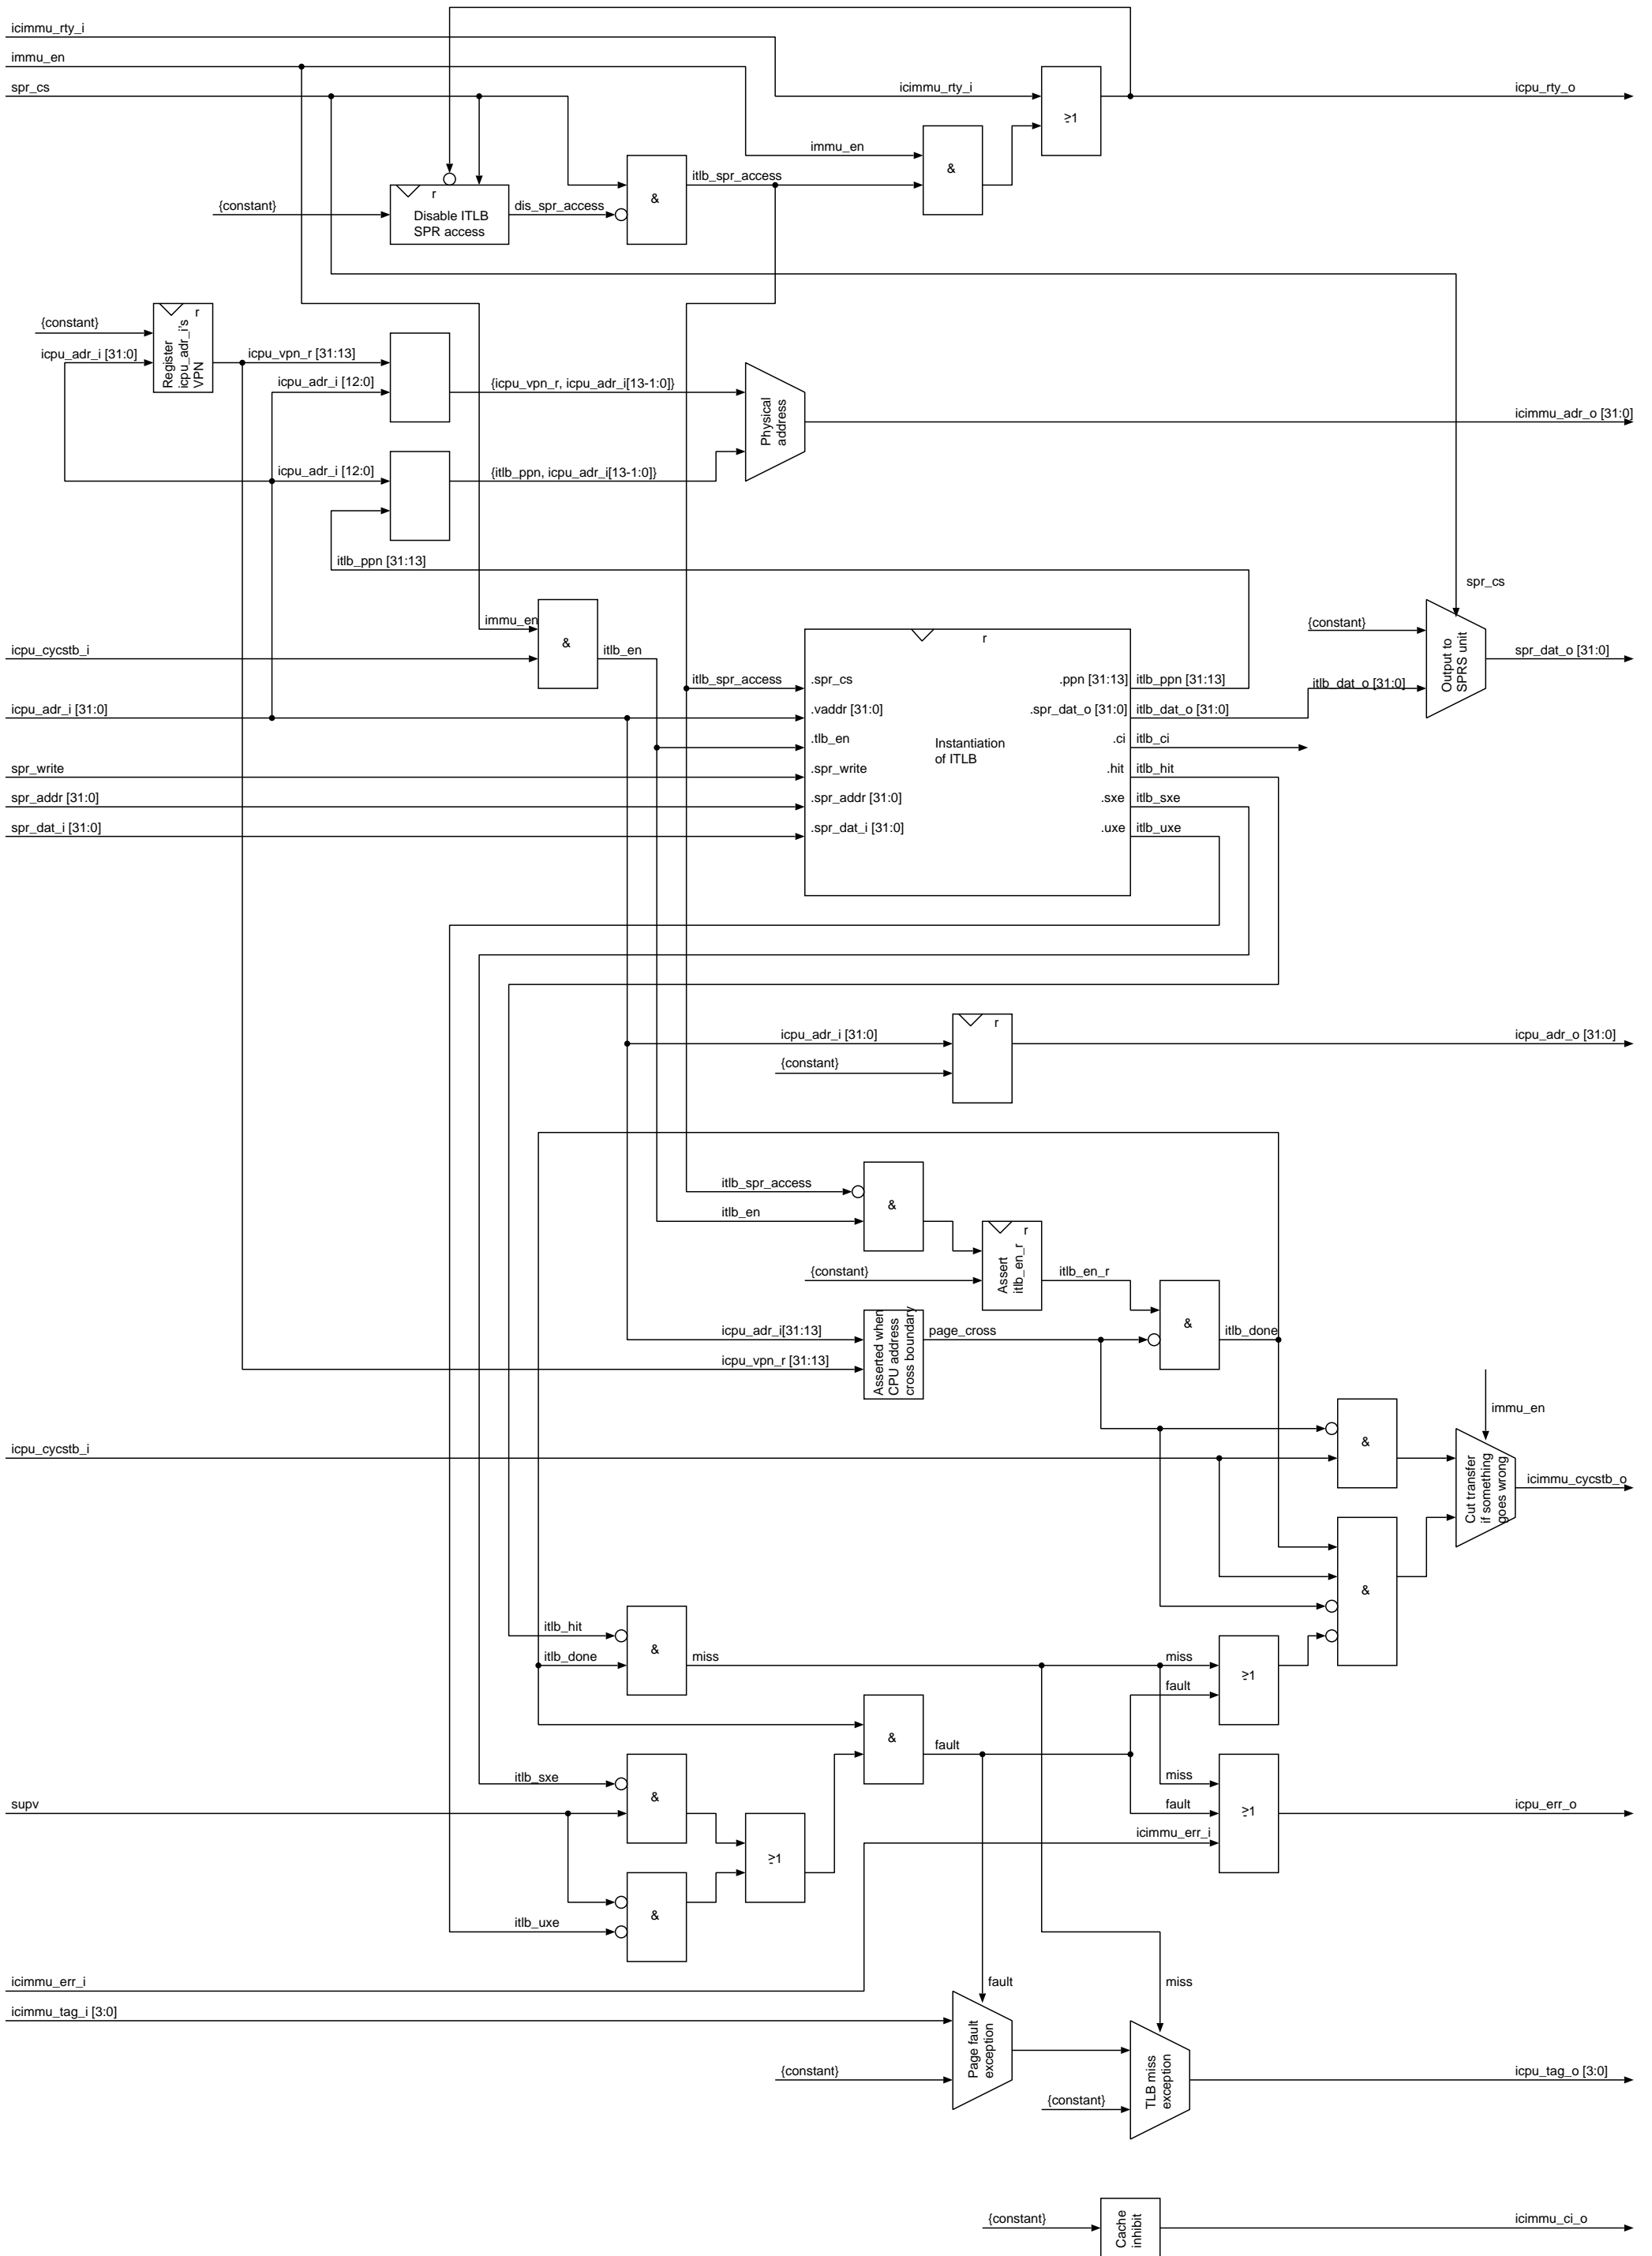 icimmu_rty_i
immu_en
spr_cs
icimmu_rty_i
≥1
icpu_rty_o
immu_en
&
itlb_spr_access
&
r
{constant}
Disable ITLB
SPR access
dis_spr_access
{constant}
icpu_adr_i [31:0]
r
Register
icpu_adr_i's
VPN
icpu_vpn_r [31:13]
icpu_adr_i [12:0]
{icpu_vpn_r, icpu_adr_i[13-1:0]}
Physical
address
icimmu_adr_o [31:0]
icpu_adr_i [12:0]
{itlb_ppn, icpu_adr_i[13-1:0]}
itlb_ppn [31:13]
spr_cs
immu_en
&
itlb_en
icpu_cycstb_i
{constant}
Output to
SPRS unit
spr_dat_o [31:0]
itlb_dat_o [31:0]
r
itlb_spr_access
.spr_cs
.ppn [31:13]
itlb_ppn [31:13]
icpu_adr_i [31:0]
.vaddr [31:0]
.spr_dat_o [31:0]
itlb_dat_o [31:0]
.tlb_en
Instantiation
of ITLB
.ci
itlb_ci
spr_write
.spr_write
.hit
itlb_hit
spr_addr [31:0]
.spr_addr [31:0]
.sxe
itlb_sxe
spr_dat_i [31:0]
.spr_dat_i [31:0]
.uxe
itlb_uxe
r
icpu_adr_i [31:0]
icpu_adr_o [31:0]
{constant}
itlb_spr_access
&
itlb_en
r
Assert
itlb_en_r
{constant}
itlb_en_r
icpu_adr_i[31:13]
Asserted when
CPU address
cross boundary
page_cross
&
itlb_done
icpu_vpn_r [31:13]
immu_en
icpu_cycstb_i
&
Cut transfer
if something
goes wrong
icimmu_cycstb_o
&
itlb_hit
itlb_done
&
miss
miss
≥1
fault
&
fault
itlb_sxe
&
miss
fault
≥1
icpu_err_o
supv
icimmu_err_i
≥1
itlb_uxe
&
icimmu_err_i
fault
miss
icimmu_tag_i [3:0]
Page fault
exception
{constant}
TLB miss
exception
icpu_tag_o [3:0]
{constant}
{constant}
Cache
inhibit
icimmu_ci_o